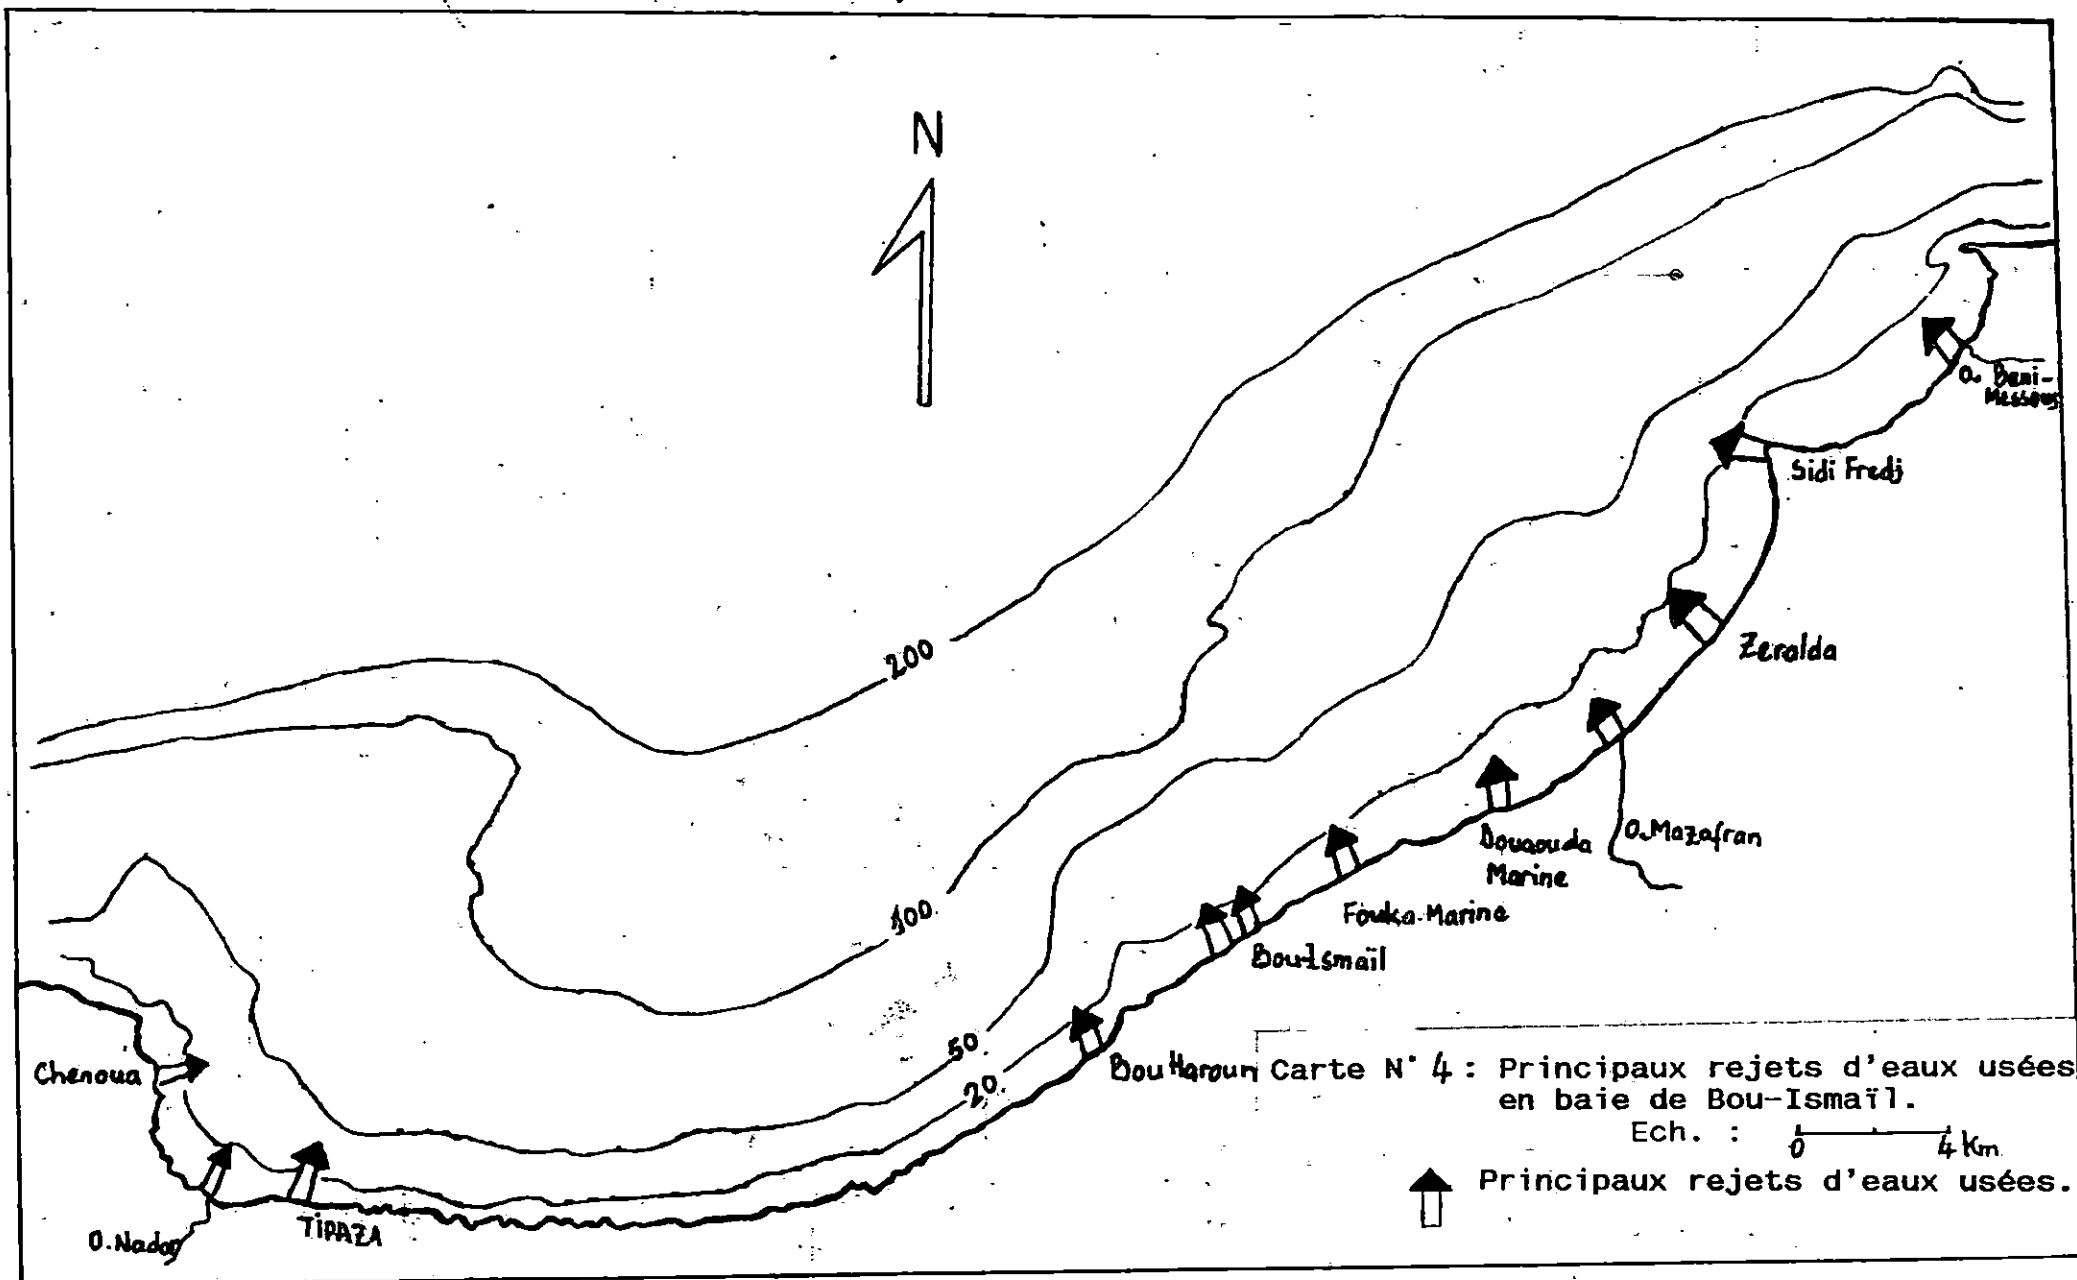 N
O. Beni-
Messous
Sidi Fredj
Zeralda
200
O.Mazafran
Douaouda
Marine
100
Fouka-Marine
Bou-Ismaïl
50
20
Chenoua
Bou Haroun
Carte N° 4 : Principaux rejets d'eaux usées
en baie de Bou-Ismaïl.
Ech. : 0 4 Km
Principaux rejets d'eaux usées.
TIPAZA
O.Nador